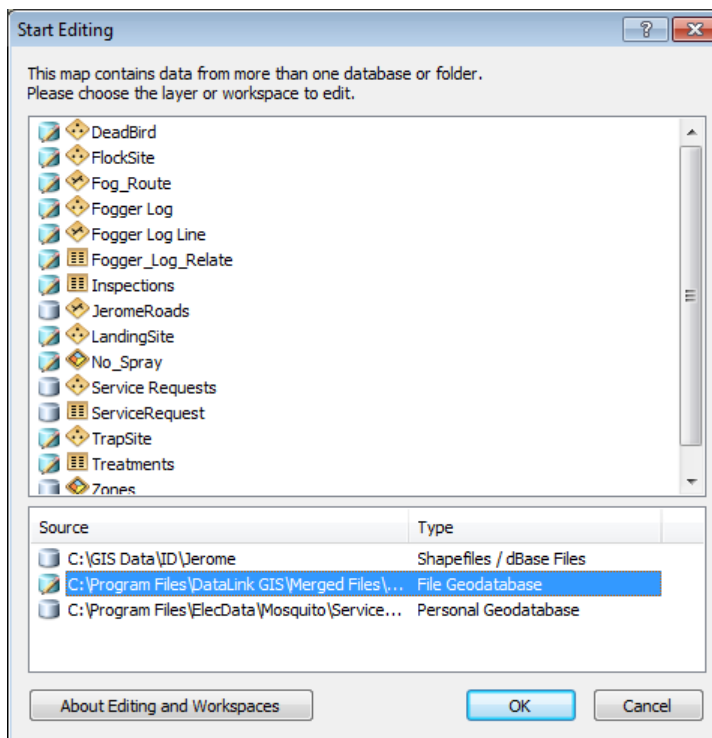 Start Editing
This map contains data from more than one database or folder.
Please choose the layer or workspace to edit.
DeadBird
FlockSite
Fog_Route
Fogger Log
Fogger Log Line
Fogger_Log_Relate
Inspections
JeromeRoads
LandingSite
No_Spray
Service Requests
ServiceRequest
TrapSite
Treatments
Zones
Source Type
C:\GIS Data\ID\Jerome Shapefiles / dBase Files
C:\Program Files\DataLink GIS\Merged Files\... File Geodatabase
C:\Program Files\ElecData\Mosquito\Service... Personal Geodatabase
About Editing and Workspaces OK Cancel